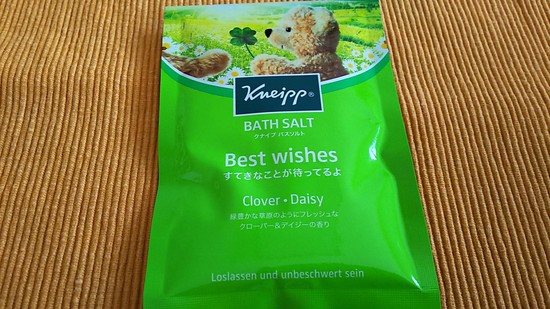 Kneipp®
BATH SALT
クナイプ バスソルト
Best wishes
すてきなことが待ってるよ
Clover・Daisy
緑豊かな草原のようにフレッシュな
クローバー&デイジーの香り
Loslassen und unbeschwert sein